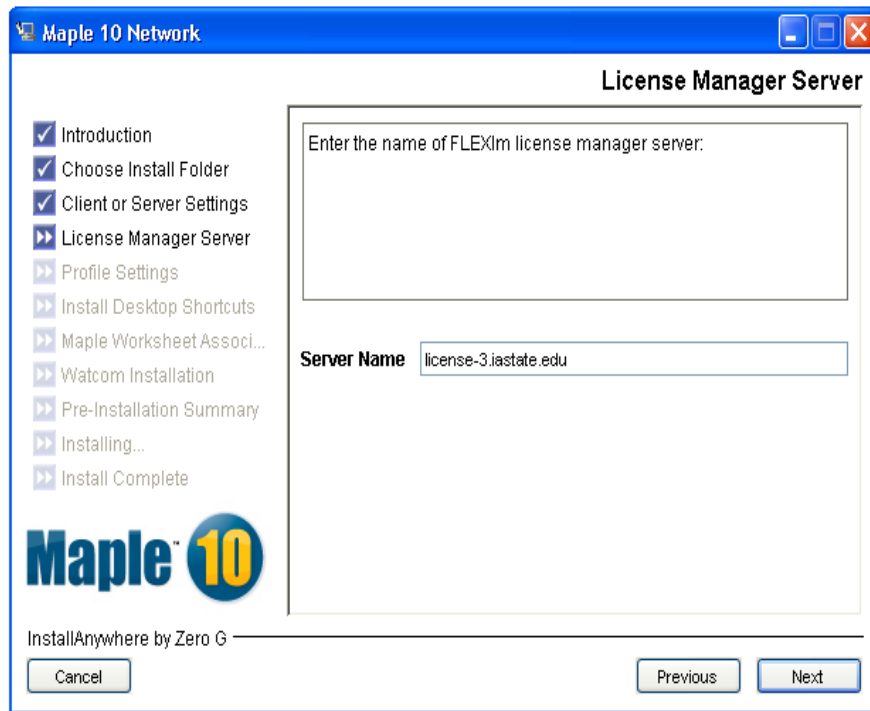 Maple 10 Network
License Manager Server
Introduction
Choose Install Folder
Client or Server Settings
License Manager Server
Profile Settings
Install Desktop Shortcuts
Maple Worksheet Associ...
Watcom Installation
Pre-Installation Summary
Installing...
Install Complete
Enter the name of FLEXlm license manager server:
Server Name license-3.iastate.edu
Maple™ 10
InstallAnywhere by Zero G
Cancel Previous Next